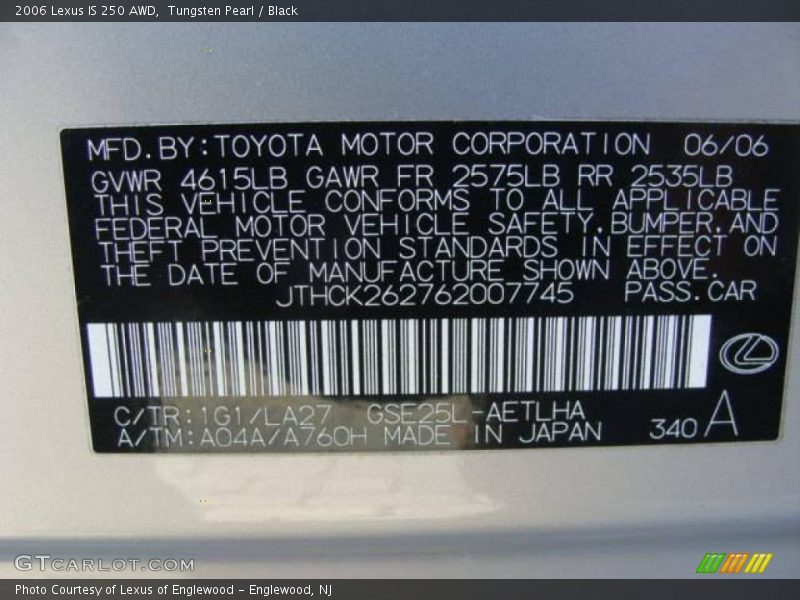 2006 Lexus IS 250 AWD,  Tungsten Pearl / Black
MFD.BY:TOYOTA MOTOR CORPORATION 06/06
GVWR 4615LB GAWR FR 2575LB RR 2535LB
THIS VEHICLE CONFORMS TO ALL APPLICABLE
FEDERAL MOTOR VEHICLE SAFETY,BUMPER,AND
THEFT PREVENTION STANDARDS IN EFFECT ON
THE DATE OF MANUFACTURE SHOWN ABOVE.
JTHCK262762007745 PASS.CAR
C/TR:1G1/LA27 GSE25L-AETLHA
A/TM:A04A/A760H MADE IN JAPAN 340 A
GTCARLOT.COM
Photo Courtesy of Lexus of Englewood – Englewood, NJ